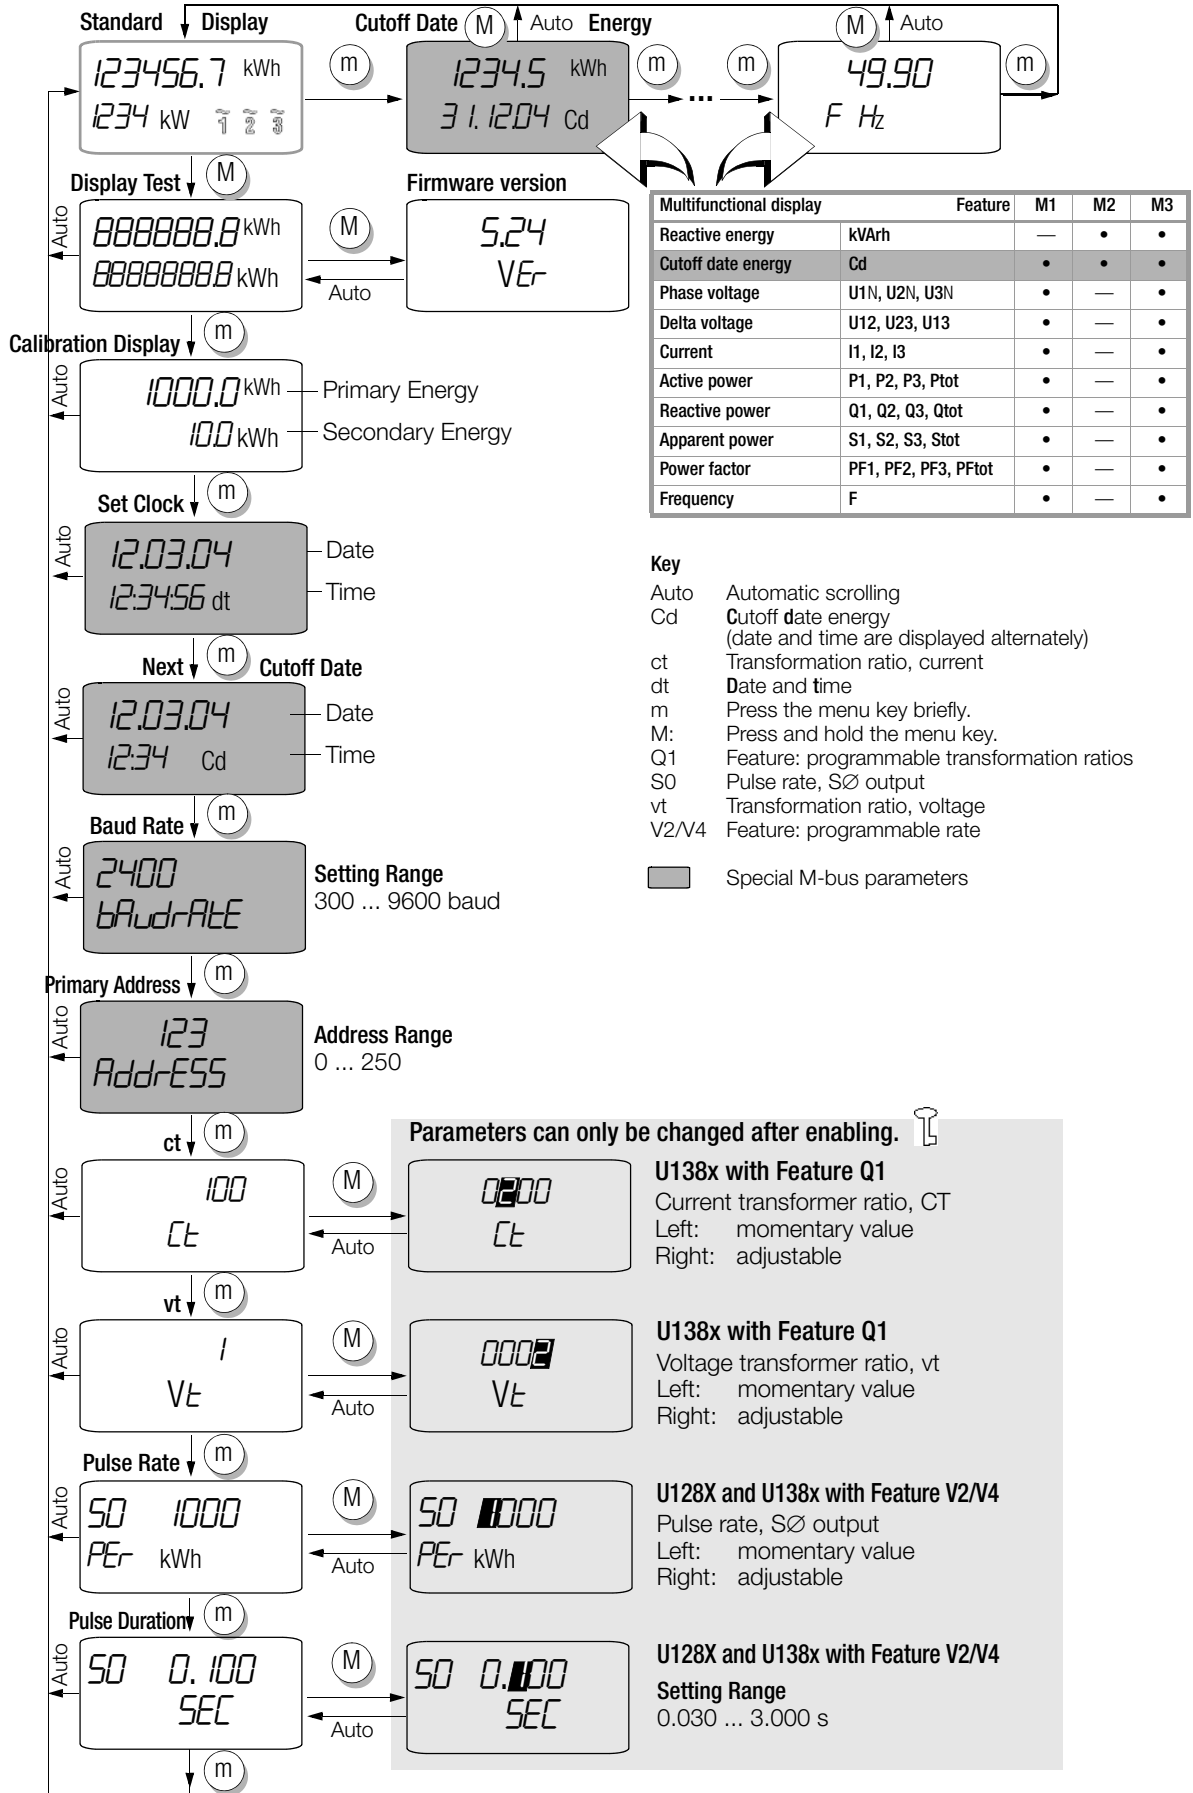 Standard Display
Cutoff Date M Auto Energy
M Auto
123456.7 kWh
1234 kW 1 2 3
m
1234.5 kWh
31.12.04 Cd
m ... m
49.90
F Hz
m
Display Test M
Auto
888888.8 kWh
8888888.8 kWh
M
Auto
Firmware version
5.24
VEr
Multifunctional display Feature M1 M2 M3
Reactive energy kVArh — • •
Cutoff date energy Cd • • •
Phase voltage U1N, U2N, U3N • — •
Delta voltage U12, U23, U13 • — •
Current I1, I2, I3 • — •
Active power P1, P2, P3, Ptot • — •
Reactive power Q1, Q2, Q3, Qtot • — •
Apparent power S1, S2, S3, Stot • — •
Power factor PF1, PF2, PF3, PFtot • — •
Frequency F • — •
Calibration Display m
Auto
1000.0 kWh Primary Energy
10.0 kWh Secondary Energy
Set Clock m
Auto
12.03.04 Date
12:34:56 dt Time
Next m Cutoff Date
Auto
12.03.04 Date
12:34 Cd Time
Key
Auto Automatic scrolling
Cd Cutoff date energy
(date and time are displayed alternately)
ct Transformation ratio, current
dt Date and time
m Press the menu key briefly.
M: Press and hold the menu key.
Q1 Feature: programmable transformation ratios
S0 Pulse rate, SØ output
vt Transformation ratio, voltage
V2/V4 Feature: programmable rate
Special M-bus parameters
Baud Rate m
Auto
2400
bAudrAtE
Setting Range
300 ... 9600 baud
Primary Address m
Auto
123
AddrESS
Address Range
0 ... 250
Parameters can only be changed after enabling.
ct m
Auto
100
Ct
M
Auto
0200
Ct
U138x with Feature Q1
Current transformer ratio, CT
Left: momentary value
Right: adjustable
vt m
Auto
1
Vt
M
Auto
0002
Vt
U138x with Feature Q1
Voltage transformer ratio, vt
Left: momentary value
Right: adjustable
Pulse Rate m
Auto
S0 1000
PEr kWh
M
Auto
S0 1000
PEr kWh
U128X and U138x with Feature V2/V4
Pulse rate, SØ output
Left: momentary value
Right: adjustable
Pulse Duration m
Auto
S0 0.100
SEC
M
Auto
S0 0.100
SEC
U128X and U138x with Feature V2/V4
Setting Range
0.030 ... 3.000 s
m